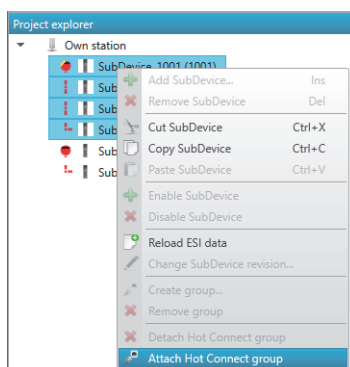 Project explorer
Own station
SubDevice_1001 (1001)
Add SubDevice... Ins
Sub
Remove SubDevice Del
Sub
Cut SubDevice Ctrl+X
Sub
Copy SubDevice Ctrl+C
Sub
Paste SubDevice Ctrl+V
Sub
Enable SubDevice
Disable SubDevice
Reload ESI data
Change SubDevice revision...
Create group...
Remove group
Detach Hot Connect group
Attach Hot Connect group